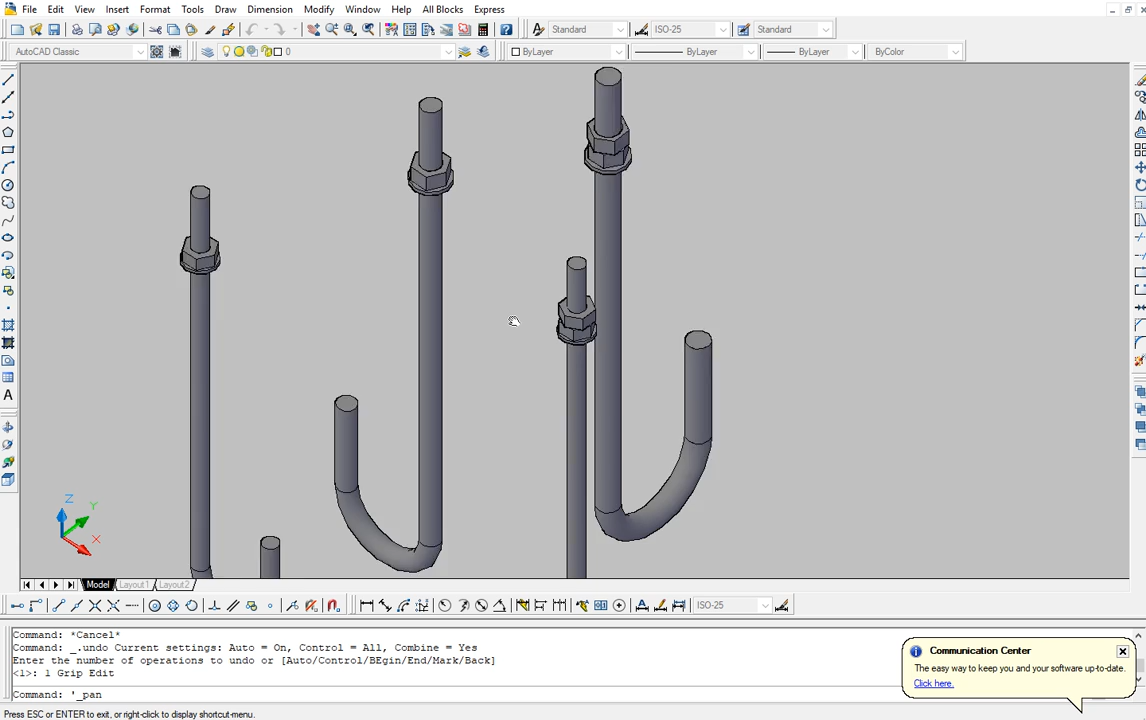 File Edit View Insert Format Tools Draw Dimension Modify Window Help All Blocks Express
Standard ISO-25 Standard
AutoCAD Classic 0 ByLayer ByLayer ByLayer ByColor
A
Z
Y
X
Model Layout1 Layout2
ISO-25
Command: *Cancel*
Command: _.undo Current settings: Auto = On, Control = All, Combine = Yes
Enter the number of operations to undo or [Auto/Control/BEgin/End/Mark/Back]
<1>: 1 Grip Edit
Command: '_pan
Communication Center
The easy way to keep you and your software up-to-date.
Click here.
Press ESC or ENTER to exit, or right-click to display shortcut-menu.